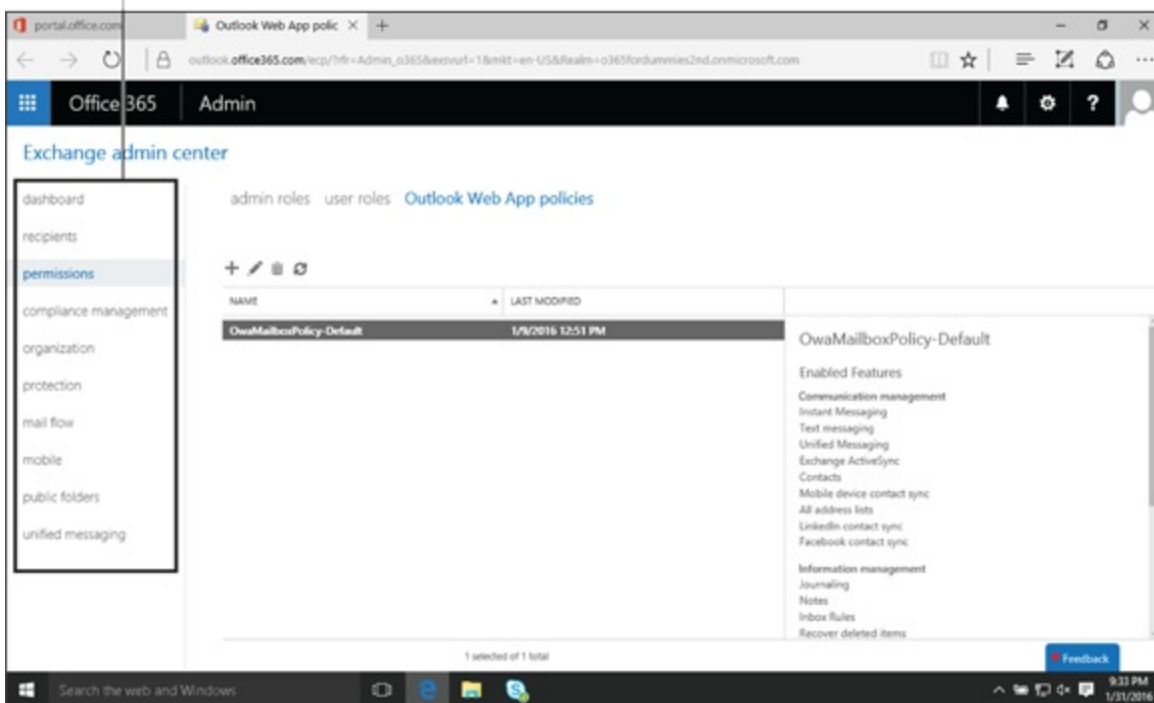 portal.office.com
Outlook Web App polic
outlook.office365.com/ecp/?rfr=Admin_o365&exsvurl=1&mkt=en-US&Realm=o365fordummies2nd.onmicrosoft.com
Office 365
Admin
Exchange admin center
dashboard
recipients
permissions
compliance management
organization
protection
mail flow
mobile
public folders
unified messaging
admin roles user roles Outlook Web App policies
NAME LAST MODIFIED
OwaMailboxPolicy-Default 1/9/2016 12:51 PM
OwaMailboxPolicy-Default
Enabled Features
Communication management
Instant Messaging
Text messaging
Unified Messaging
Exchange ActiveSync
Contacts
Mobile device contact sync
All address lists
LinkedIn contact sync
Facebook contact sync
Information management
Journaling
Notes
Inbox Rules
Recover deleted items
1 selected of 1 total
Feedback
Search the web and Windows
9:33 PM
1/31/2016